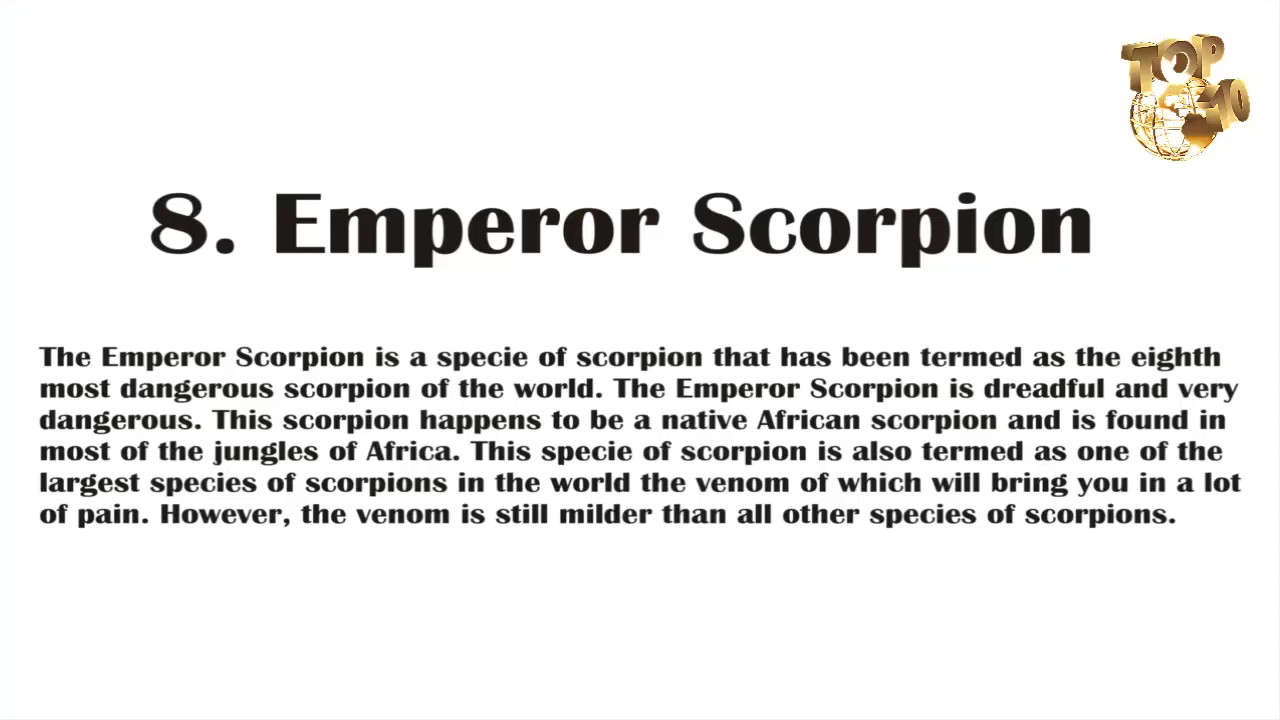 TOP
10
8. Emperor Scorpion
The Emperor Scorpion is a specie of scorpion that has been termed as the eighth
most dangerous scorpion of the world. The Emperor Scorpion is dreadful and very
dangerous. This scorpion happens to be a native African scorpion and is found in
most of the jungles of Africa. This specie of scorpion is also termed as one of the
largest species of scorpions in the world the venom of which will bring you in a lot
of pain. However, the venom is still milder than all other species of scorpions.